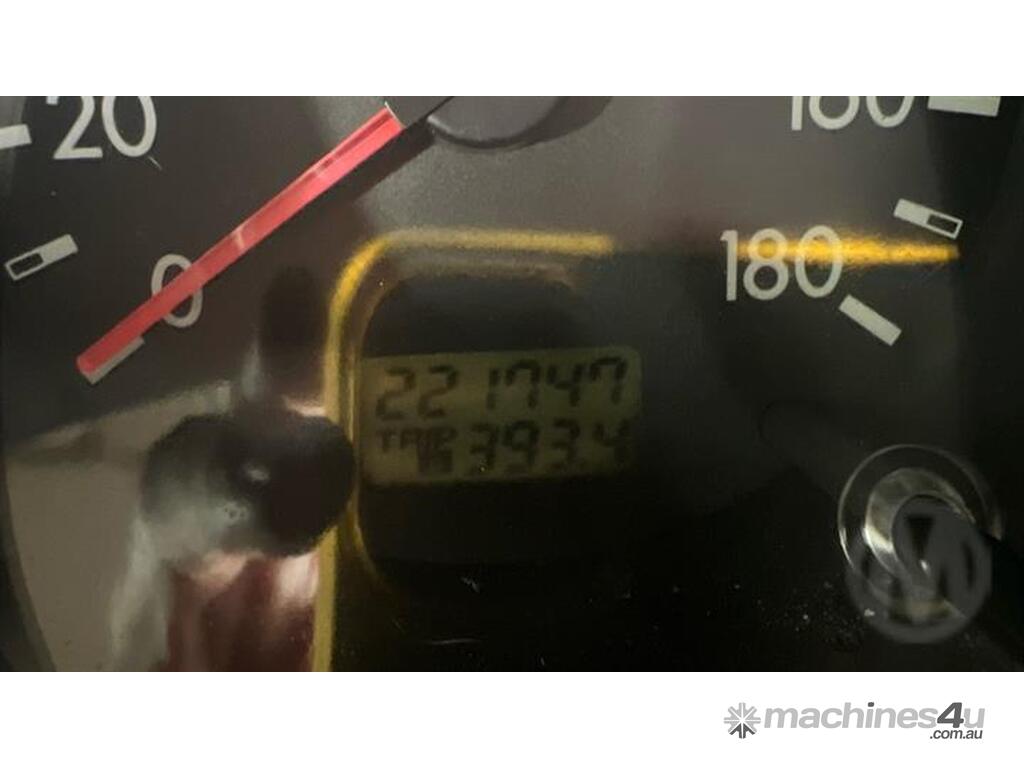 20
160
0
180
221747
TRIP B 393.4
machines4u
.com.au